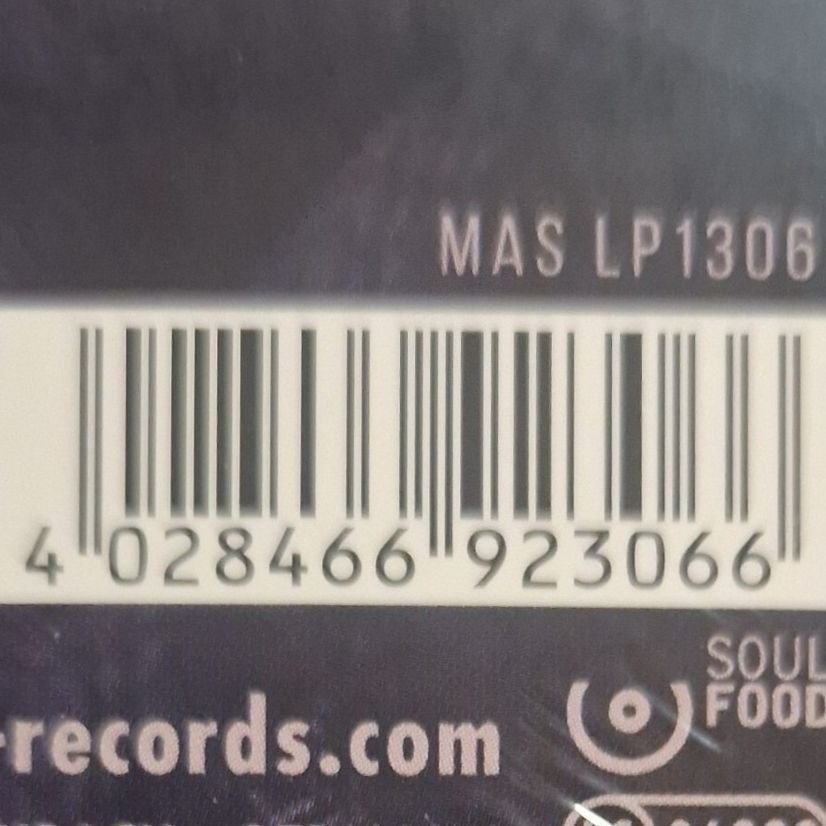 MAS LP1306
4 028466 923066
SOUL
FOOD
-records.com